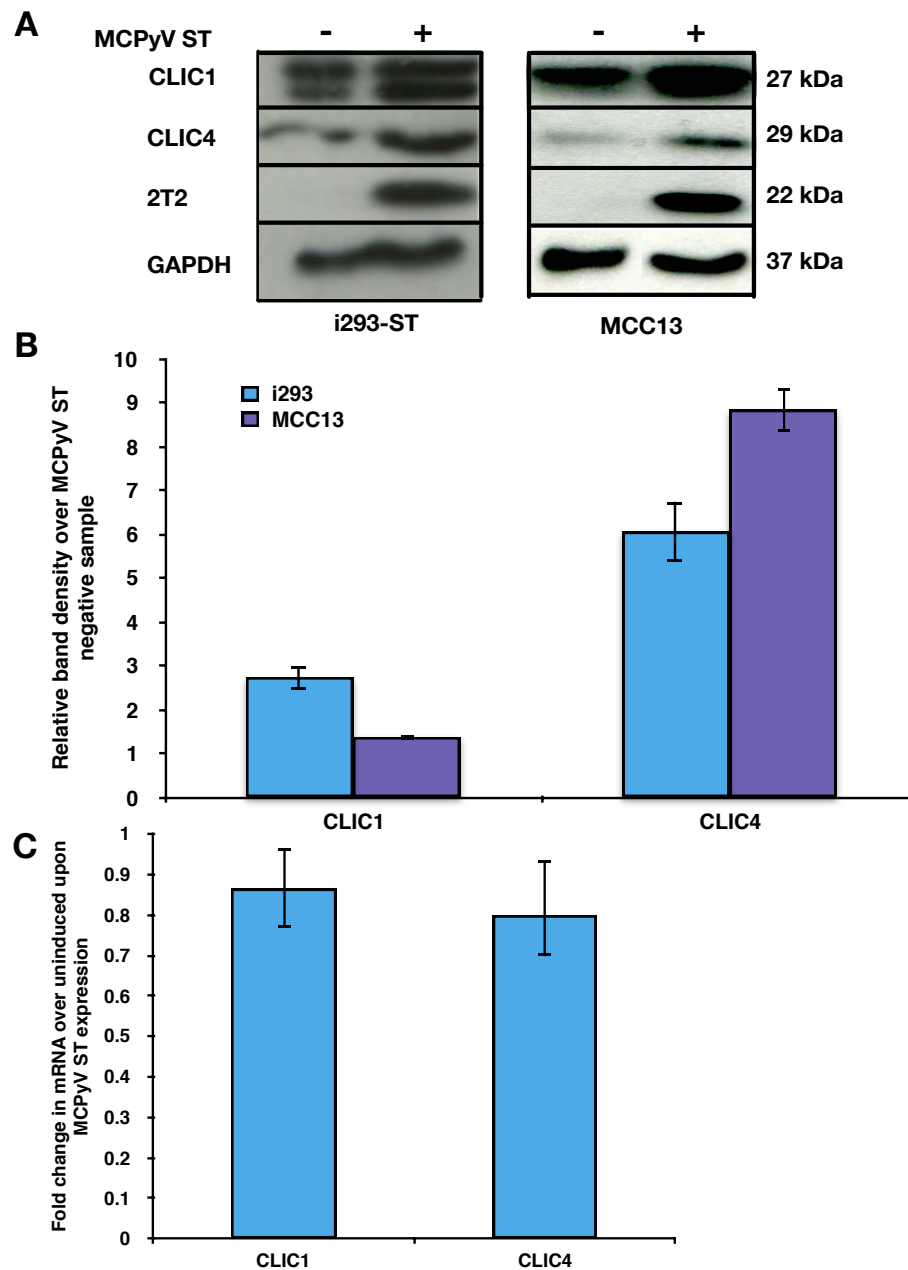 A
MCPyV ST - + - +
CLIC1 27 kDa
CLIC4 29 kDa
2T2 22 kDa
GAPDH 37 kDa
i293-ST MCC13
B
Relative band density over MCPyV ST
negative sample
10
9
8
7
6
5
4
3
2
1
0
i293
MCC13
CLIC1 CLIC4
C
Fold change in mRNA over uninduced upon
MCPyV ST expression
1
0.9
0.8
0.7
0.6
0.5
0.4
0.3
0.2
0.1
0
CLIC1 CLIC4